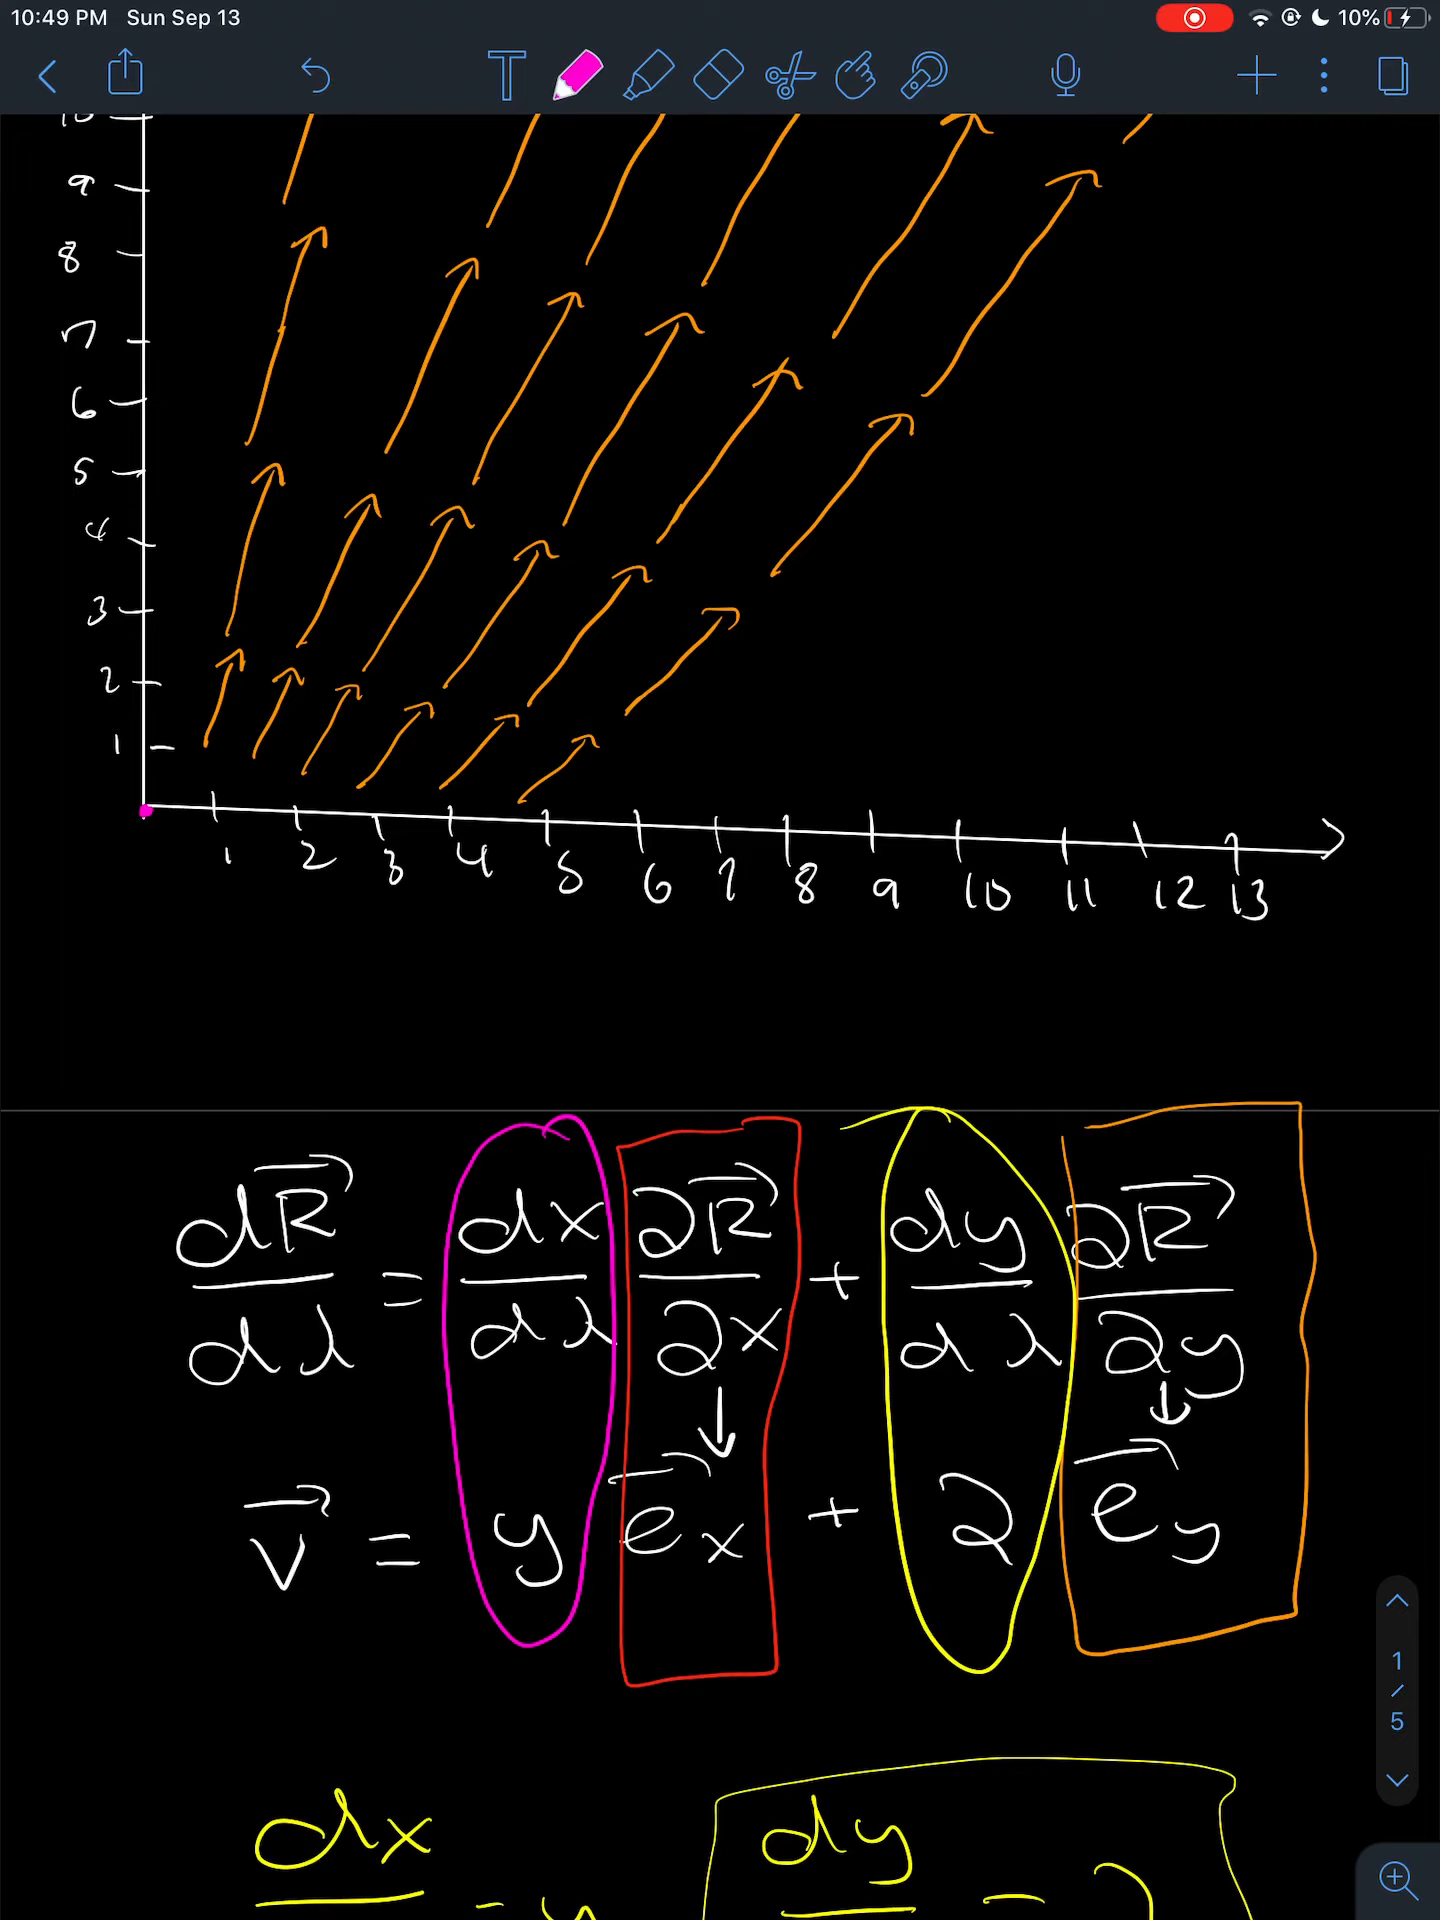 10:49 PM Sun Sep 13 10%
T
10
9
8
7
6
5
4
3
2
1
1 2 3 4 5 6 7 8 9 10 11 12 13
dR⃗/dλ = dx/dλ ∂R⃗/∂x + dy/dλ ∂R⃗/∂y
↓ ↓
v⃗ = y e⃗x + 2 e⃗y
1
/
5
dx = y dy = 2